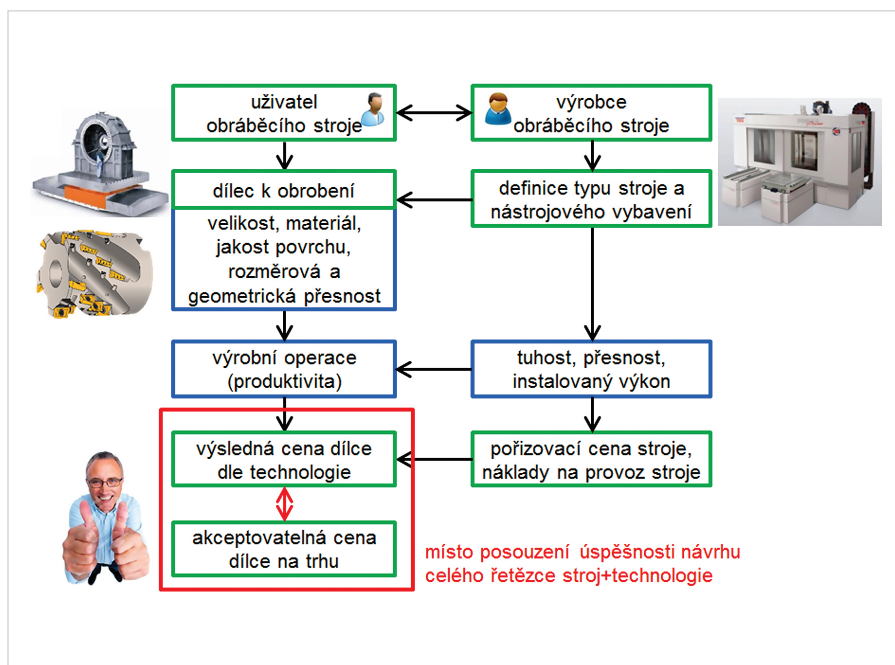 uživatel
obráběcího stroje
výrobce
obráběcího stroje
dílec k obrobení
definice typu stroje a
nástrojového vybavení
velikost, materiál,
jakost povrchu,
rozměrová a
geometrická přesnost
výrobní operace
(produktivita)
tuhost, přesnost,
instalovaný výkon
výsledná cena dílce
dle technologie
pořizovací cena stroje,
náklady na provoz stroje
akceptovatelná cena
dílce na trhu
místo posouzení úspěšnosti návrhu
celého řetězce stroj+technologie